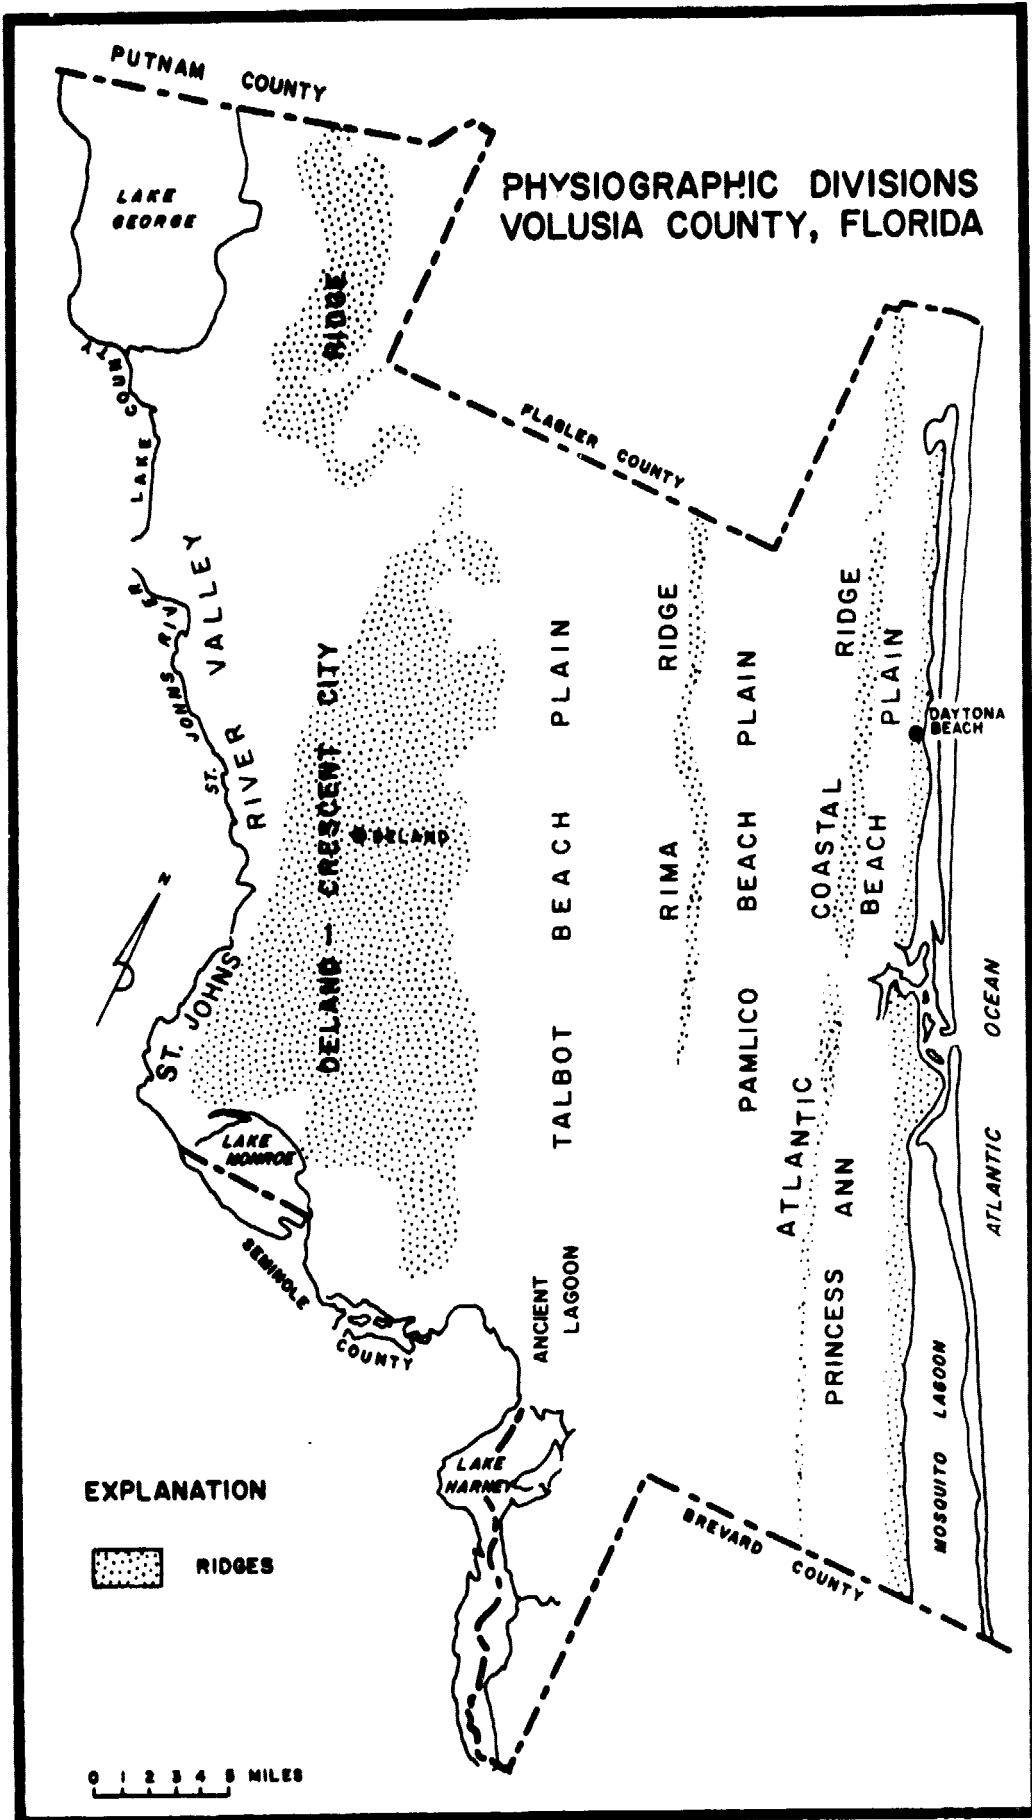 PUTNAM COUNTY
PHYSIOGRAPHIC DIVISIONS
VOLUSIA COUNTY, FLORIDA
LAKE
GEORGE
RIDGE
LAKE COUNTY
FLAGLER COUNTY
ST. JOHNS RIVER
ST. JOHNS RIVER VALLEY
DELAND - CRESCENT CITY
DELAND
TALBOT BEACH PLAIN
RIMA RIDGE
PAMLICO BEACH PLAIN
ATLANTIC COASTAL RIDGE
PRINCESS ANN BEACH PLAIN
DAYTONA
BEACH
N
ATLANTIC OCEAN
LAKE
MONROE
SEMINOLE COUNTY
ANCIENT
LAGOON
MOSQUITO LAGOON
LAKE
HARNEY
BREVARD COUNTY
EXPLANATION
RIDGES
0 1 2 3 4 5 MILES